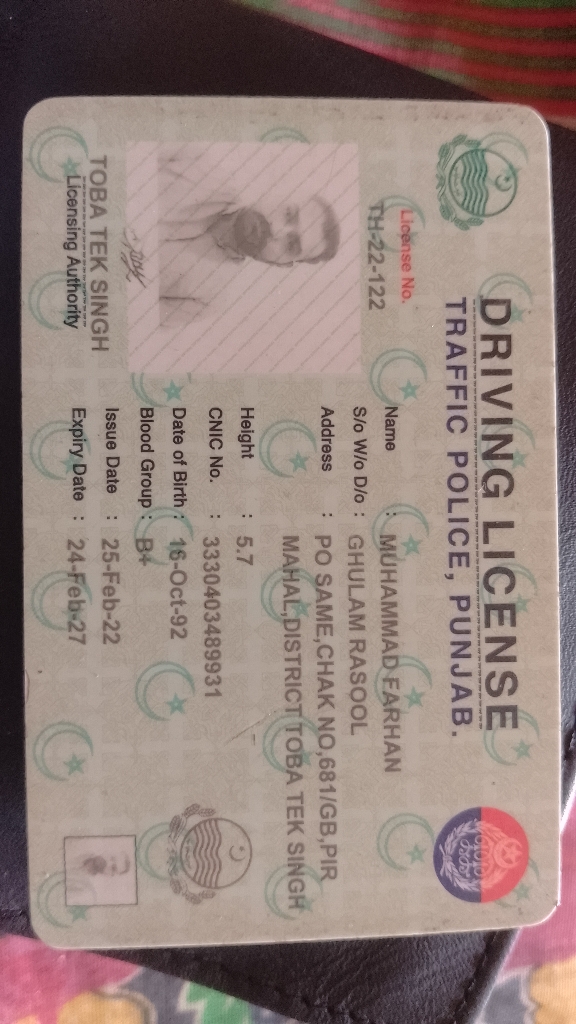 DRIVING LICENSE
TRAFFIC POLICE, PUNJAB.
License No.
TH-22-122
Name : MUHAMMAD FARHAN
S/o W/o D/o : GHULAM RASOOL
Address : PO SAME,CHAK NO,681/GB,PIR
MAHAL,DISTRICT TOBA TEK SINGH
Height : 5.7
CNIC No. : 3330403489931
Date of Birth : 16-Oct-92
Blood Group : B+
Issue Date : 25-Feb-22
Expiry Date : 24-Feb-27
TOBA TEK SINGH
Licensing Authority